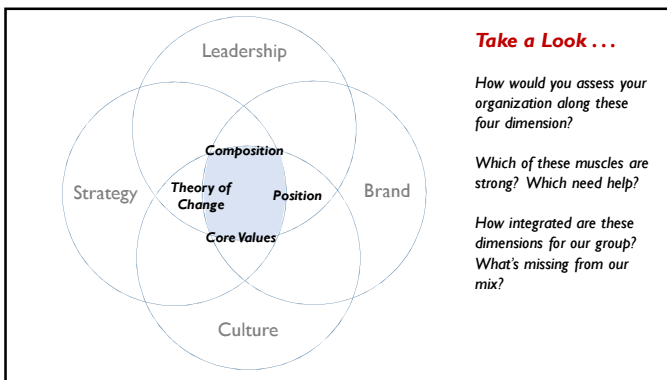 Leadership
Composition
Strategy
Theory of
Change
Position
Brand
Core Values
Culture
Take a Look . . .
How would you assess your
organization along these
four dimension?
Which of these muscles are
strong? Which need help?
How integrated are these
dimensions for our group?
What's missing from our
mix?